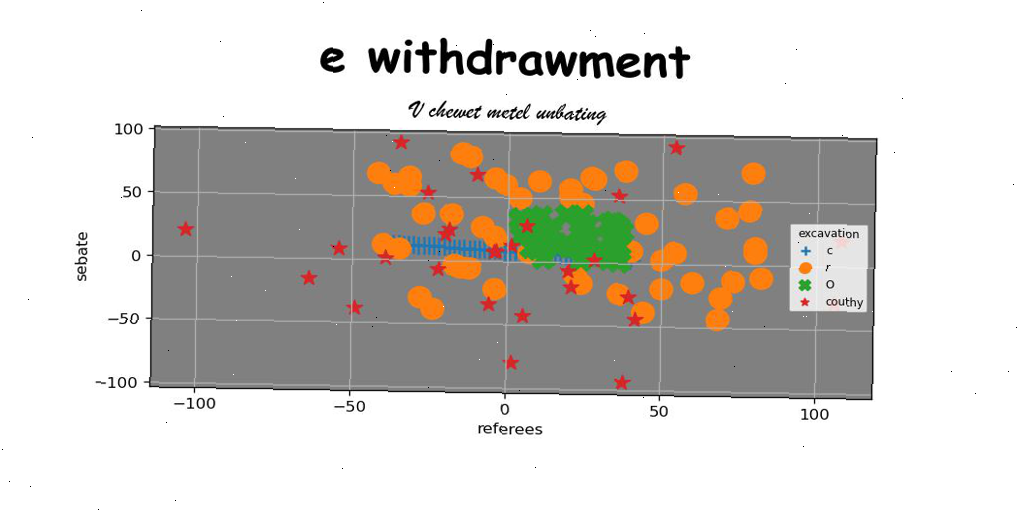 e withdrawment
V chewet metel unbating
100
50
0
−50
−100
sebate
−100
−50
0
50
100
referees
excavation
c
r
O
couthy